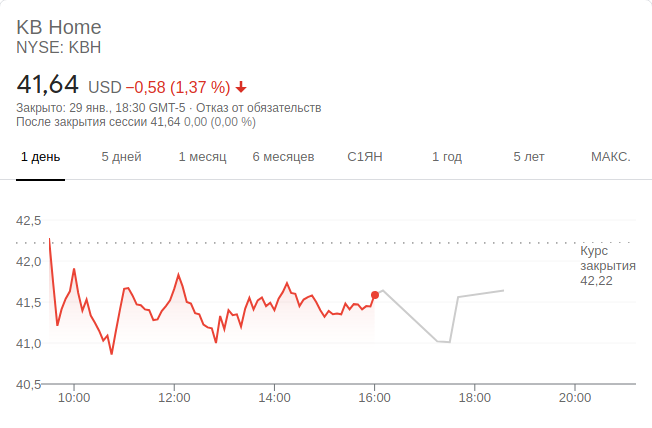 KB Home
NYSE: KBH
41,64 USD −0,58 (1,37 %)
Закрыто: 29 янв., 18:30 GMT-5 · Отказ от обязательств
После закрытия сессии 41,64 0,00 (0,00 %)
1 день 5 дней 1 месяц 6 месяцев С1ЯН 1 год 5 лет МАКС.
42,5
Курс
закрытия
42,22
42,0
41,5
41,0
40,5
10:00 12:00 14:00 16:00 18:00 20:00